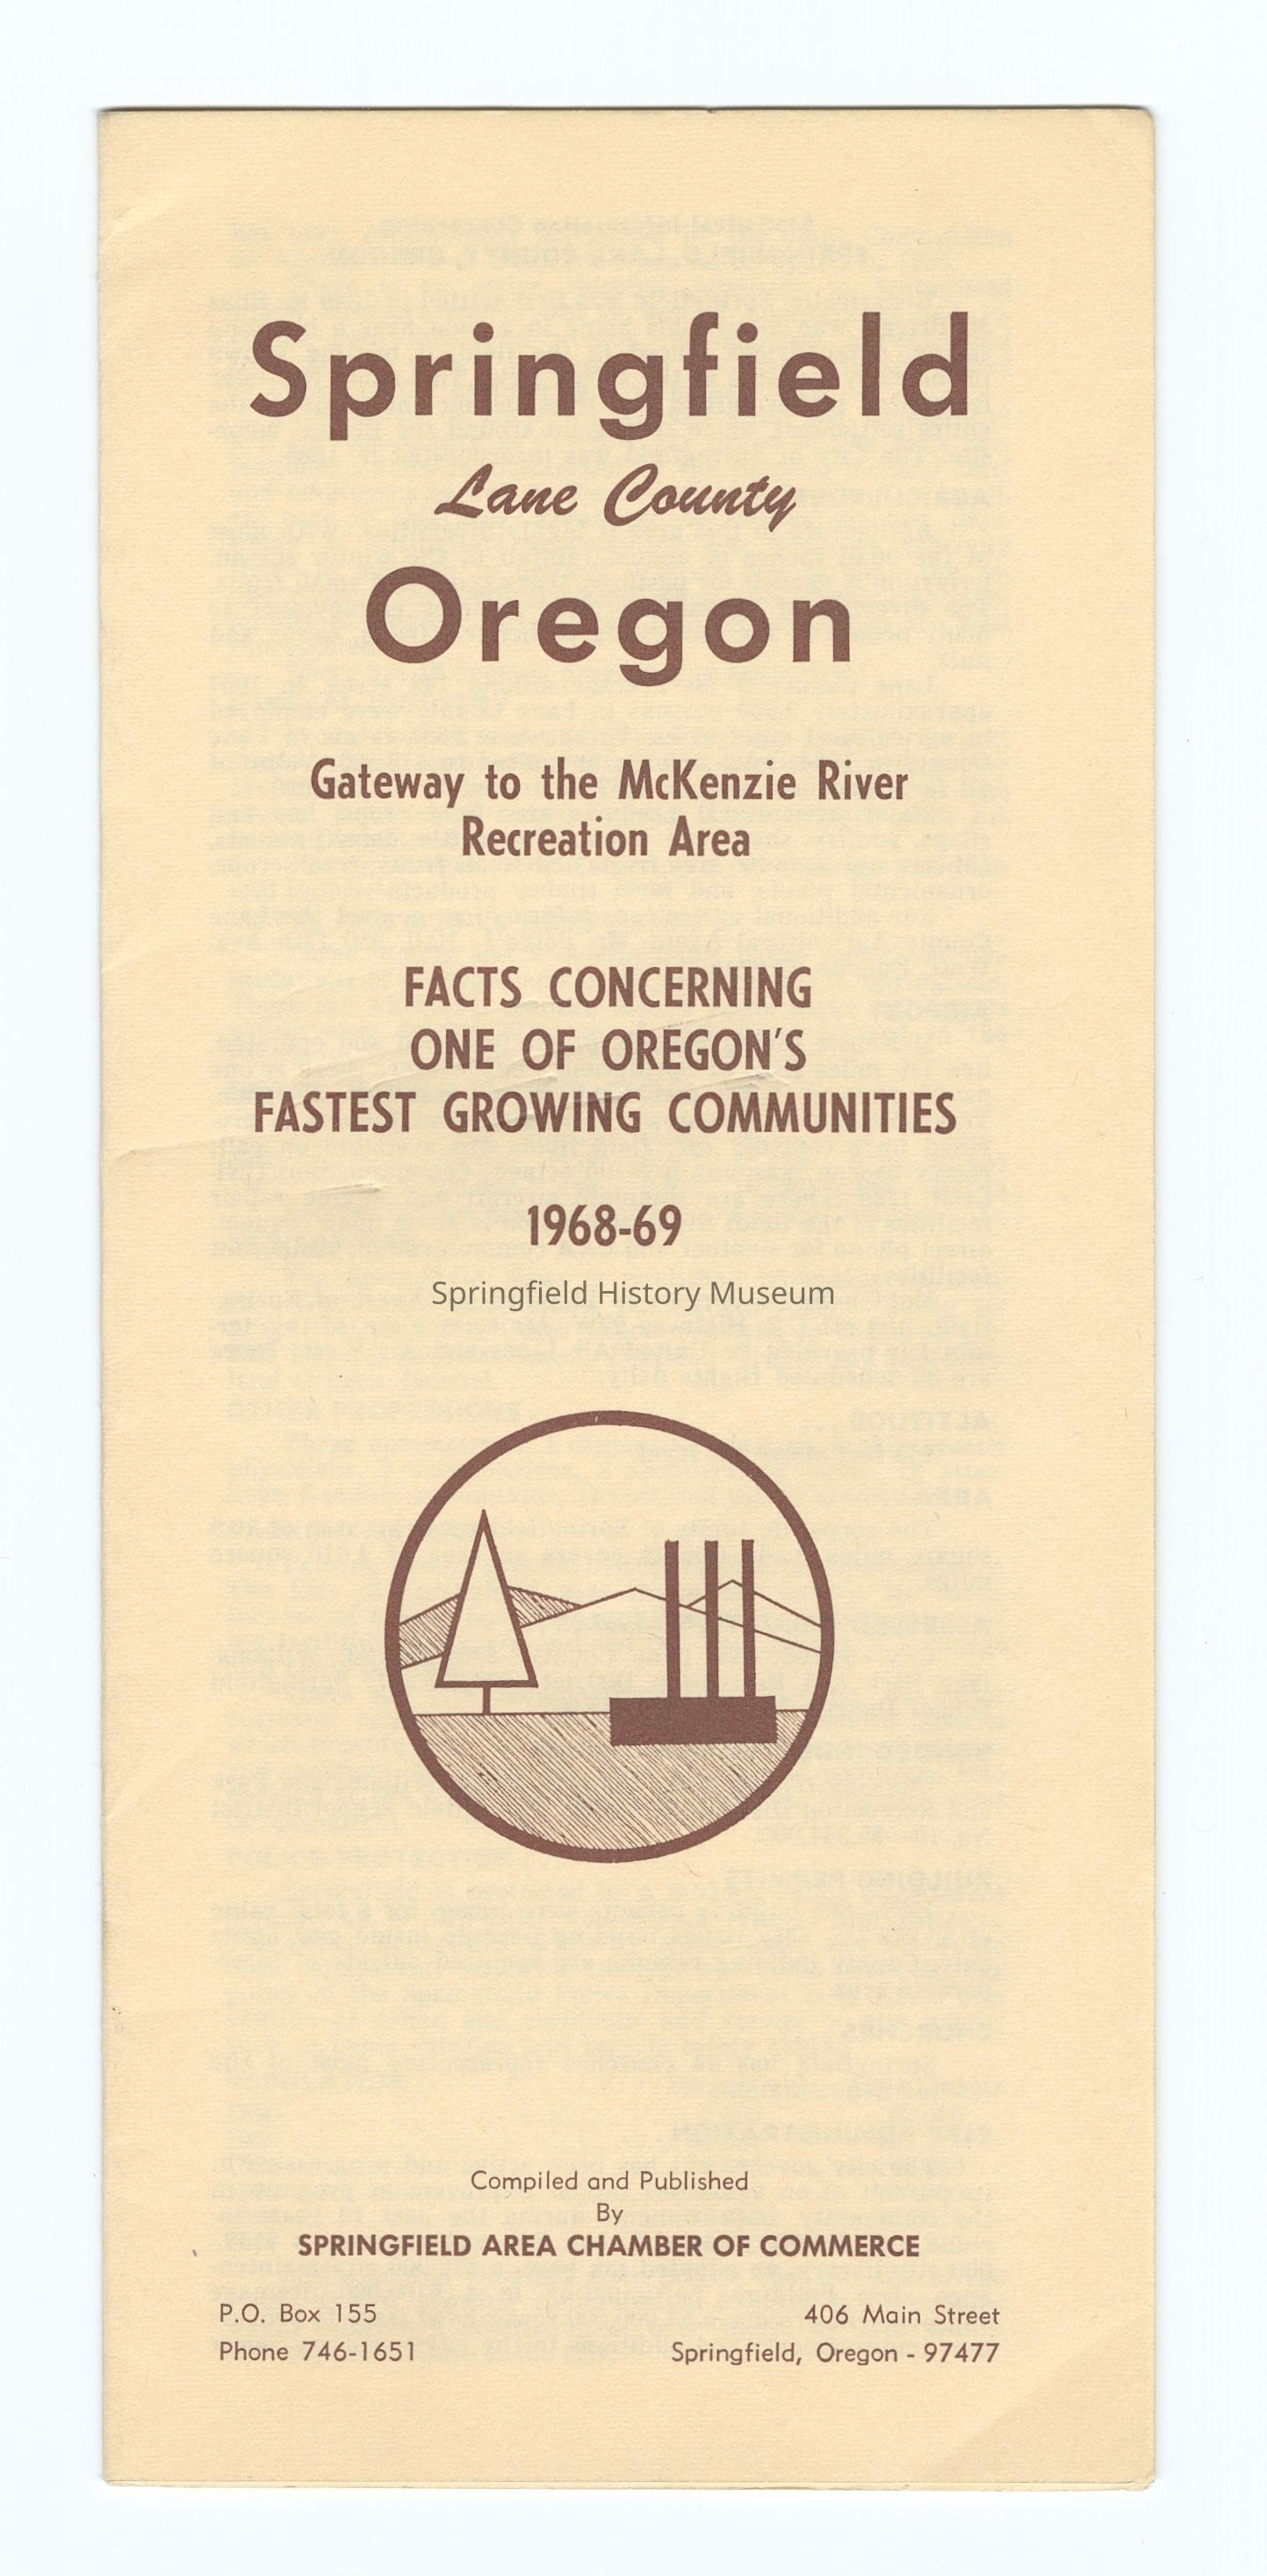 Springfield
Lane County
Oregon
Gateway to the McKenzie River
Recreation Area
FACTS CONCERNING
ONE OF OREGON'S
FASTEST GROWING COMMUNITIES
1968-69
Springfield History Museum
Compiled and Published
By
SPRINGFIELD AREA CHAMBER OF COMMERCE
P.O. Box 155 406 Main Street
Phone 746-1651 Springfield, Oregon - 97477